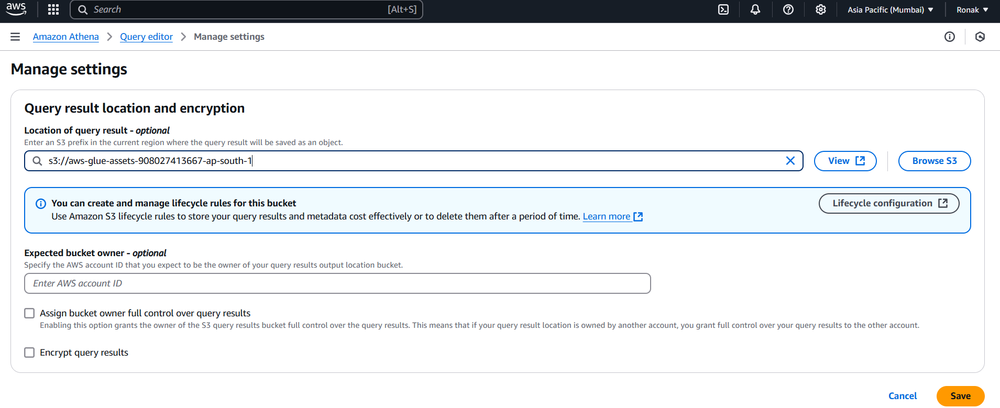 aws
Search [Alt+S] Asia Pacific (Mumbai) Ronak
Amazon Athena Query editor Manage settings
Manage settings
Query result location and encryption
Location of query result - optional
Enter an S3 prefix in the current region where the query result will be saved as an object.
s3://aws-glue-assets-908027413667-ap-south-1 View Browse S3
You can create and manage lifecycle rules for this bucket Lifecycle configuration
Use Amazon S3 lifecycle rules to store your query results and metadata cost effectively or to delete them after a period of time. Learn more
Expected bucket owner - optional
Specify the AWS account ID that you expect to be the owner of your query results output location bucket.
Enter AWS account ID
Assign bucket owner full control over query results
Enabling this option grants the owner of the S3 query results bucket full control over the query results. This means that if your query result location is owned by another account, you grant full control over your query results to the other account.
Encrypt query results
Cancel Save